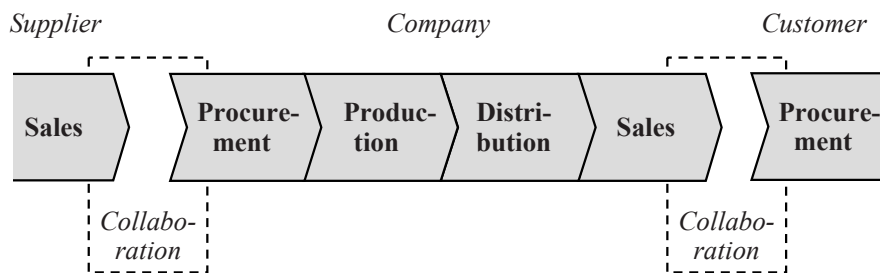 Supplier
Company
Customer
Sales
Procure-
ment
Produc-
tion
Distri-
bution
Sales
Procure-
ment
Collabo-
ration
Collabo-
ration